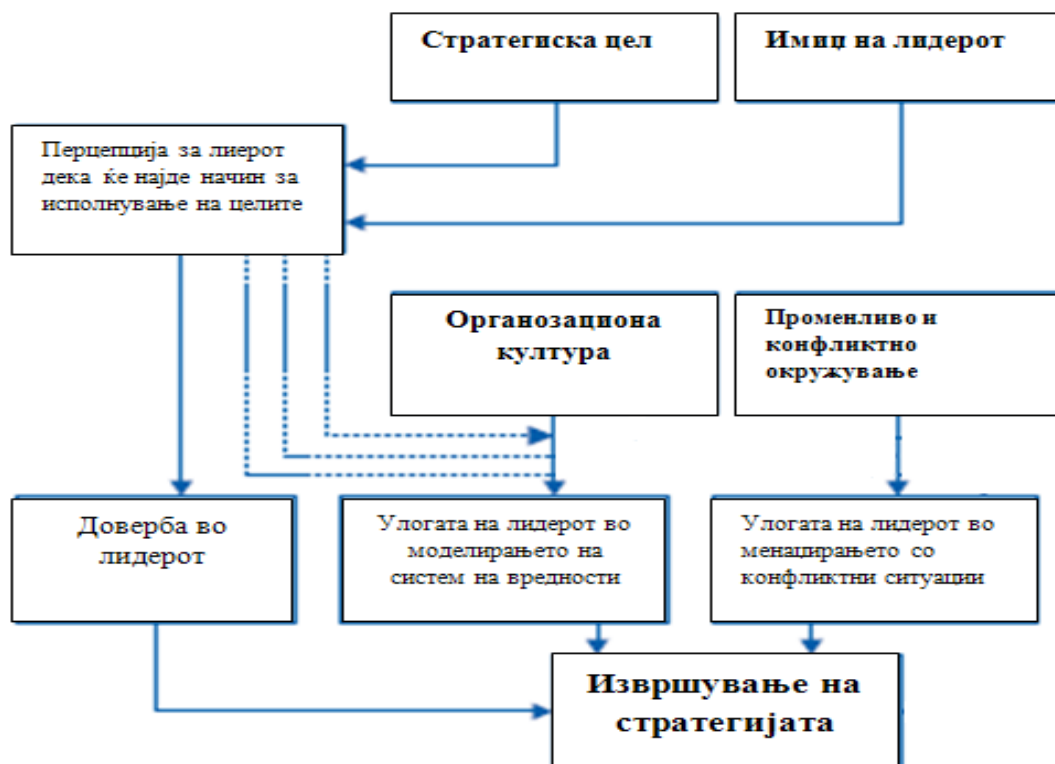 Стратегиска цел
Имиџ на лидерот
Перцепција за лиерот
дека ќе најде начин за
исполнување на целите
Органозациона
култура
Променливо и
конфликтно
окружување
Доверба во
лидерот
Улогата на лидерот во
моделирањето на
систем на вредности
Улогата на лидерот во
менаџирањето со
конфликтни ситуации
Извршување на
стратегијата